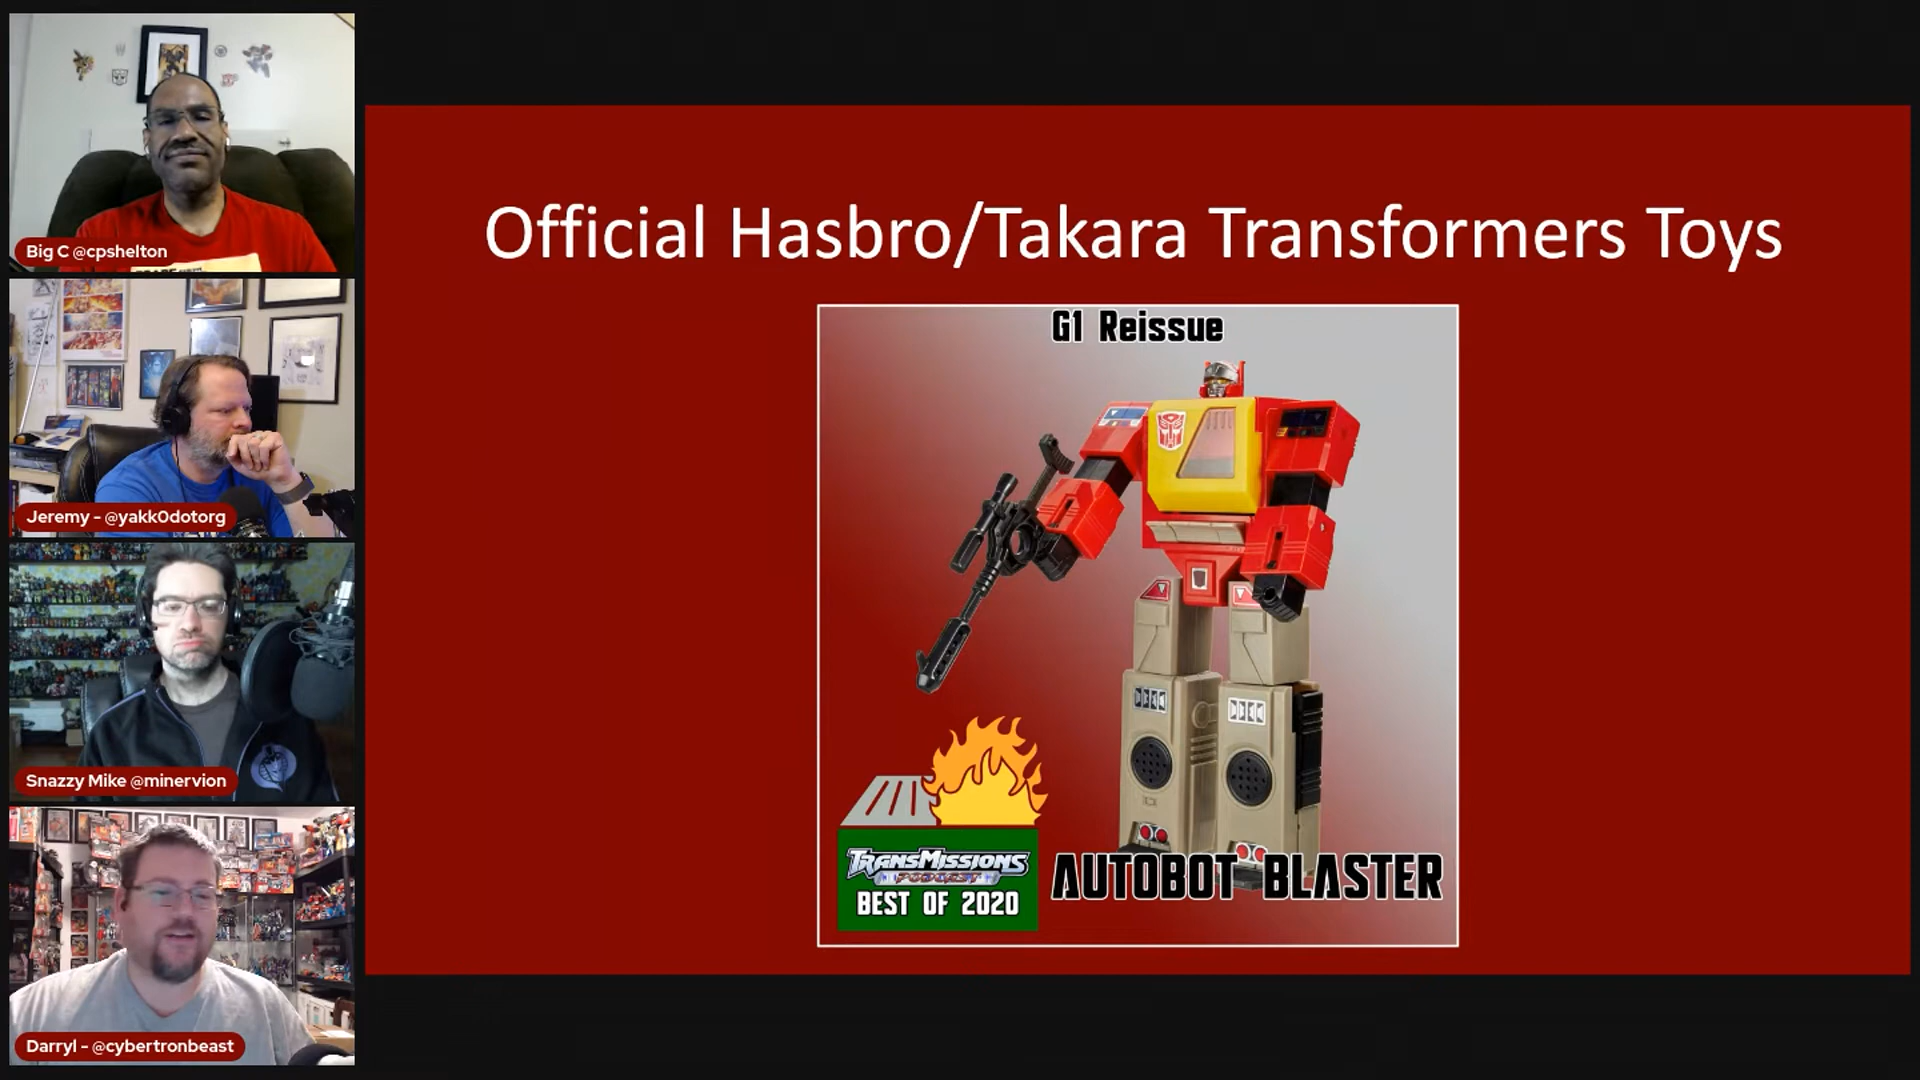 Big C @cpshelton
Jeremy - @yakk0dotorg
Snazzy Mike @minervion
Darryl - @cybertronbeast
Official Hasbro/Takara Transformers Toys
G1 Reissue
TRANSMISSIONS
PODCAST
BEST OF 2020
AUTOBOT BLASTER